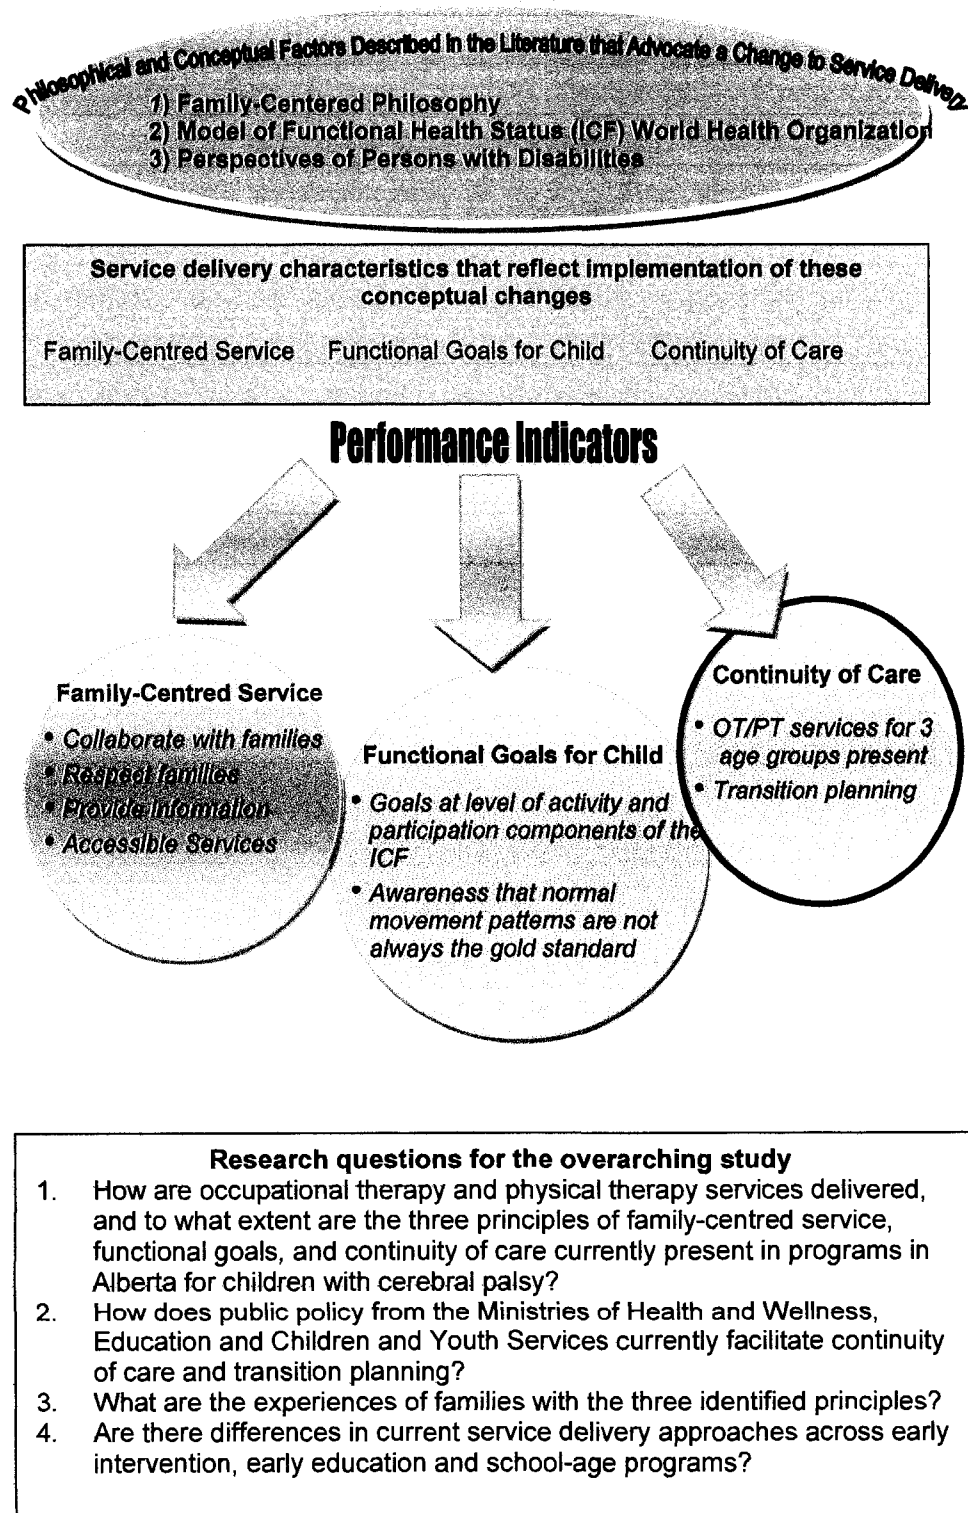 Philosophical and Conceptual Factors Described in the Literature that Advocate a Change to Service Delivery
1) Family-Centered Philosophy
2) Model of Functional Health Status (ICF) World Health Organization
3) Perspectives of Persons with Disabilities
Service delivery characteristics that reflect implementation of these
conceptual changes
Family-Centred Service Functional Goals for Child Continuity of Care
Performance Indicators
Family-Centred Service
• Collaborate with families
• Respect families
• Provide Information
• Accessible Services
Functional Goals for Child
• Goals at level of activity and
participation components of the
ICF
• Awareness that normal
movement patterns are not
always the gold standard
Continuity of Care
• OT/PT services for 3
age groups present
• Transition planning
Research questions for the overarching study
1. How are occupational therapy and physical therapy services delivered,
and to what extent are the three principles of family-centred service,
functional goals, and continuity of care currently present in programs in
Alberta for children with cerebral palsy?
2. How does public policy from the Ministries of Health and Wellness,
Education and Children and Youth Services currently facilitate continuity
of care and transition planning?
3. What are the experiences of families with the three identified principles?
4. Are there differences in current service delivery approaches across early
intervention, early education and school-age programs?